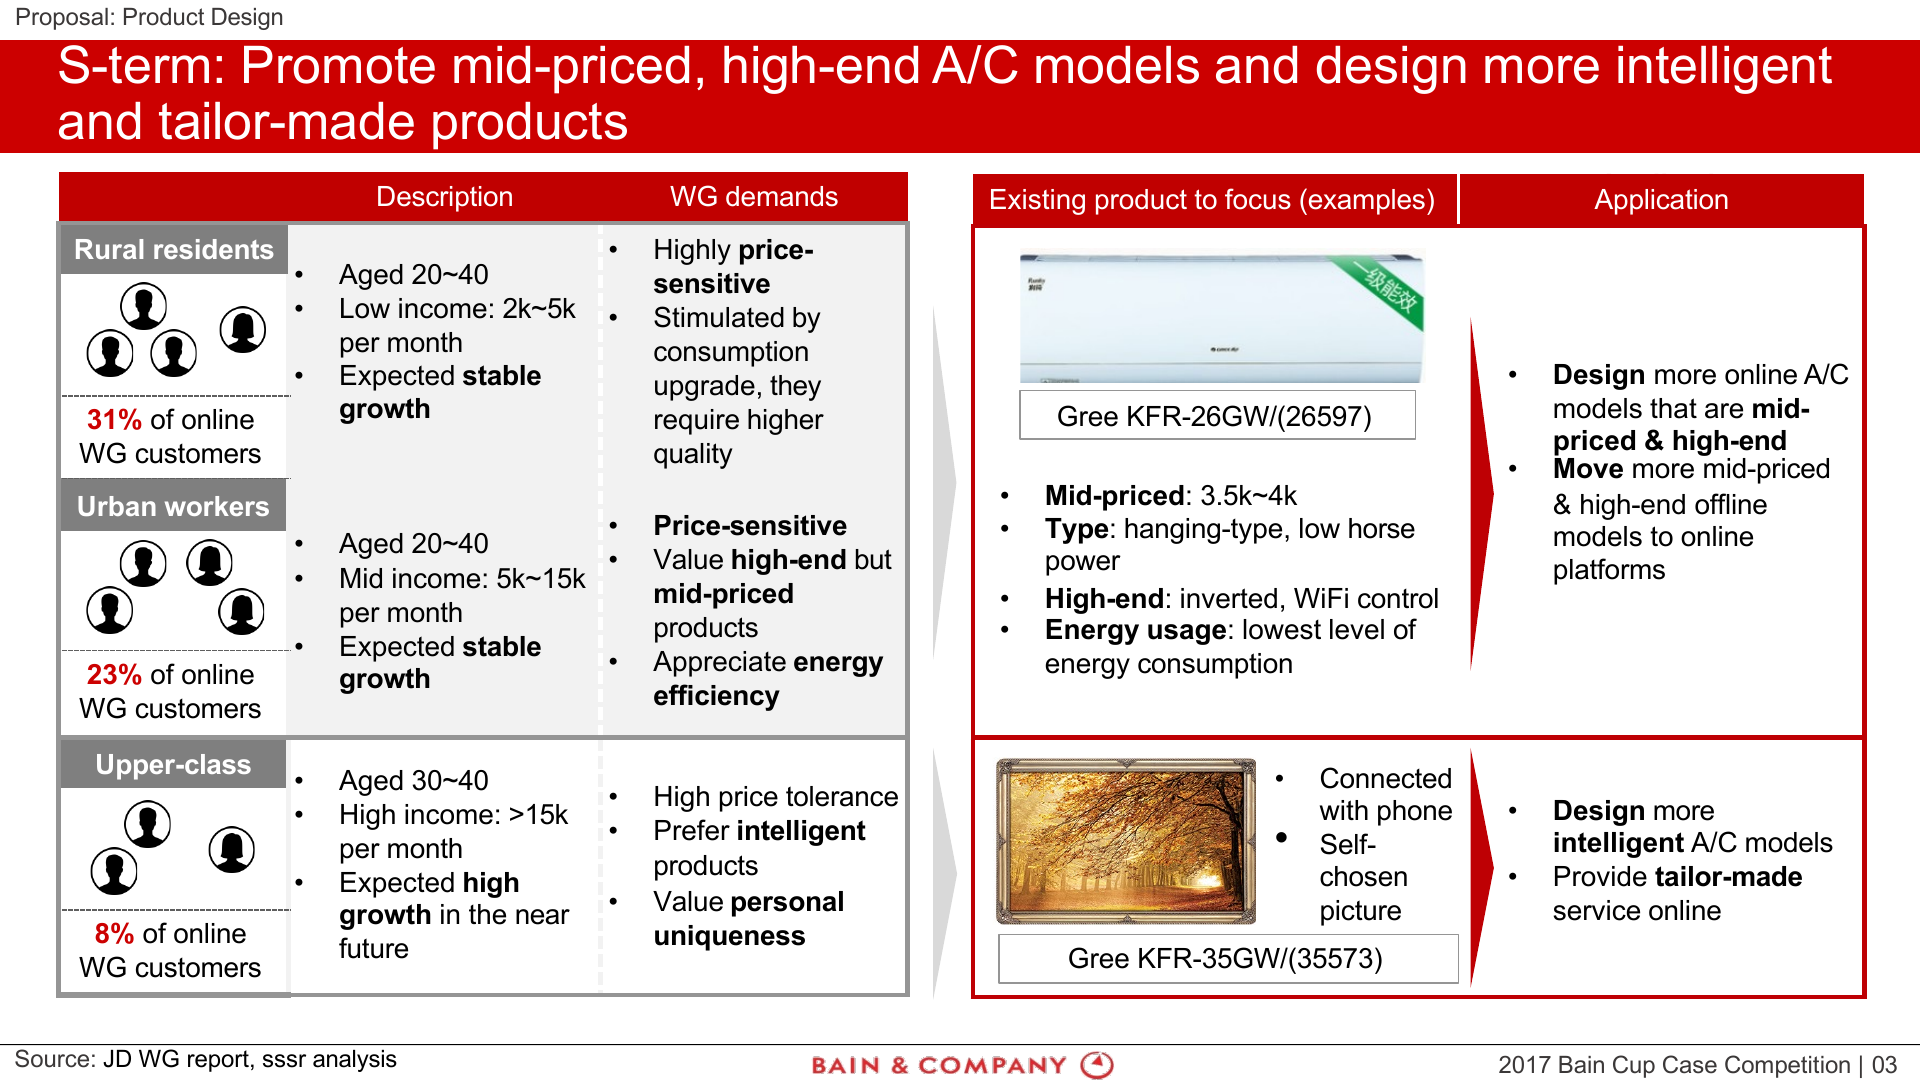 Proposal: Product Design
S-term: Promote mid-priced, high-end A/C models and design more intelligent
and tailor-made products
Description
WG demands
Rural residents
31% of online
WG customers
• Aged 20~40
• Low income: 2k~5k
per month
• Expected stable
growth
• Highly price-
sensitive
• Stimulated by
consumption
upgrade, they
require higher
quality
Urban workers
23% of online
WG customers
• Aged 20~40
• Mid income: 5k~15k
per month
• Expected stable
growth
• Price-sensitive
• Value high-end but
mid-priced
products
• Appreciate energy
efficiency
Upper-class
8% of online
WG customers
• Aged 30~40
• High income: >15k
per month
• Expected high
growth in the near
future
• High price tolerance
• Prefer intelligent
products
• Value personal
uniqueness
Existing product to focus (examples)
Application
一级能效
Gree KFR-26GW/(26597)
• Mid-priced: 3.5k~4k
• Type: hanging-type, low horse
power
• High-end: inverted, WiFi control
• Energy usage: lowest level of
energy consumption
• Design more online A/C
models that are mid-
priced & high-end
• Move more mid-priced
& high-end offline
models to online
platforms
• Connected
with phone
• Self-
chosen
picture
Gree KFR-35GW/(35573)
• Design more
intelligent A/C models
• Provide tailor-made
service online
Source: JD WG report, sssr analysis
BAIN & COMPANY
2017 Bain Cup Case Competition | 03